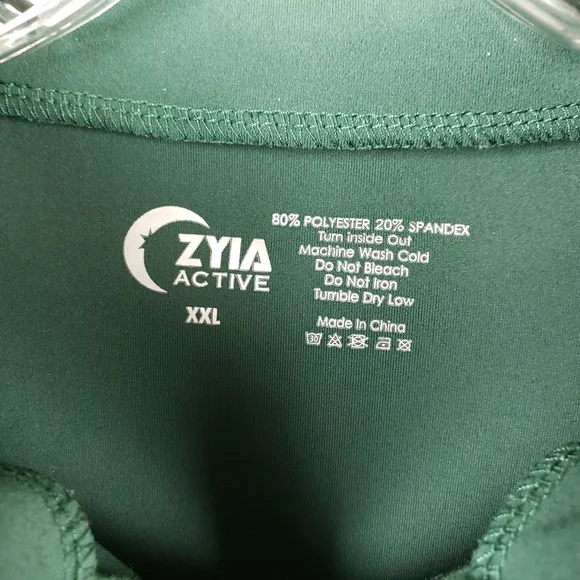 ZYIA
ACTIVE
XXL
80% POLYESTER 20% SPANDEX
Turn Inside Out
Machine Wash Cold
Do Not Bleach
Do Not Iron
Tumble Dry Low
Made In China
30